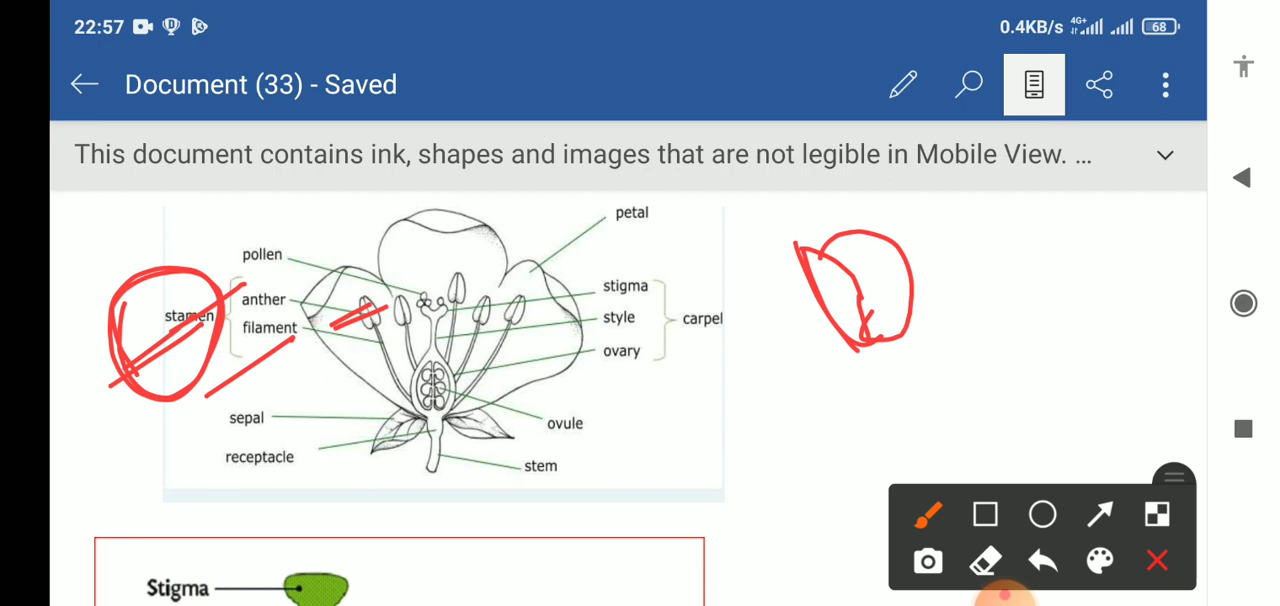 22:57
0.4KB/s 4G+ 68
Document (33) - Saved
This document contains ink, shapes and images that are not legible in Mobile View. ...
petal
pollen
anther
stamen
filament
stigma
style
carpel
ovary
sepal
ovule
receptacle
stem
Stigma